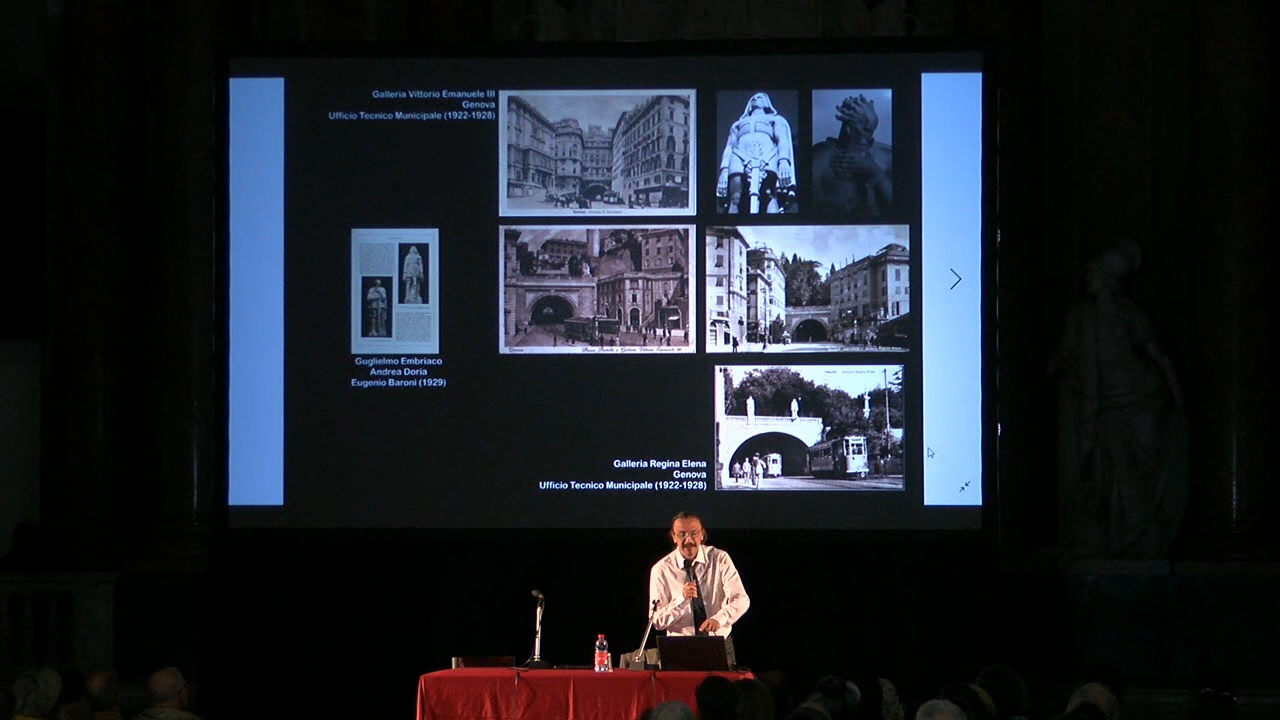 Galleria Vittorio Emanuele III
Genova
Ufficio Tecnico Municipale (1922-1928)
Guglielmo Embriaco
Andrea Doria
Eugenio Baroni (1929)
Galleria Regina Elena
Genova
Ufficio Tecnico Municipale (1922-1928)